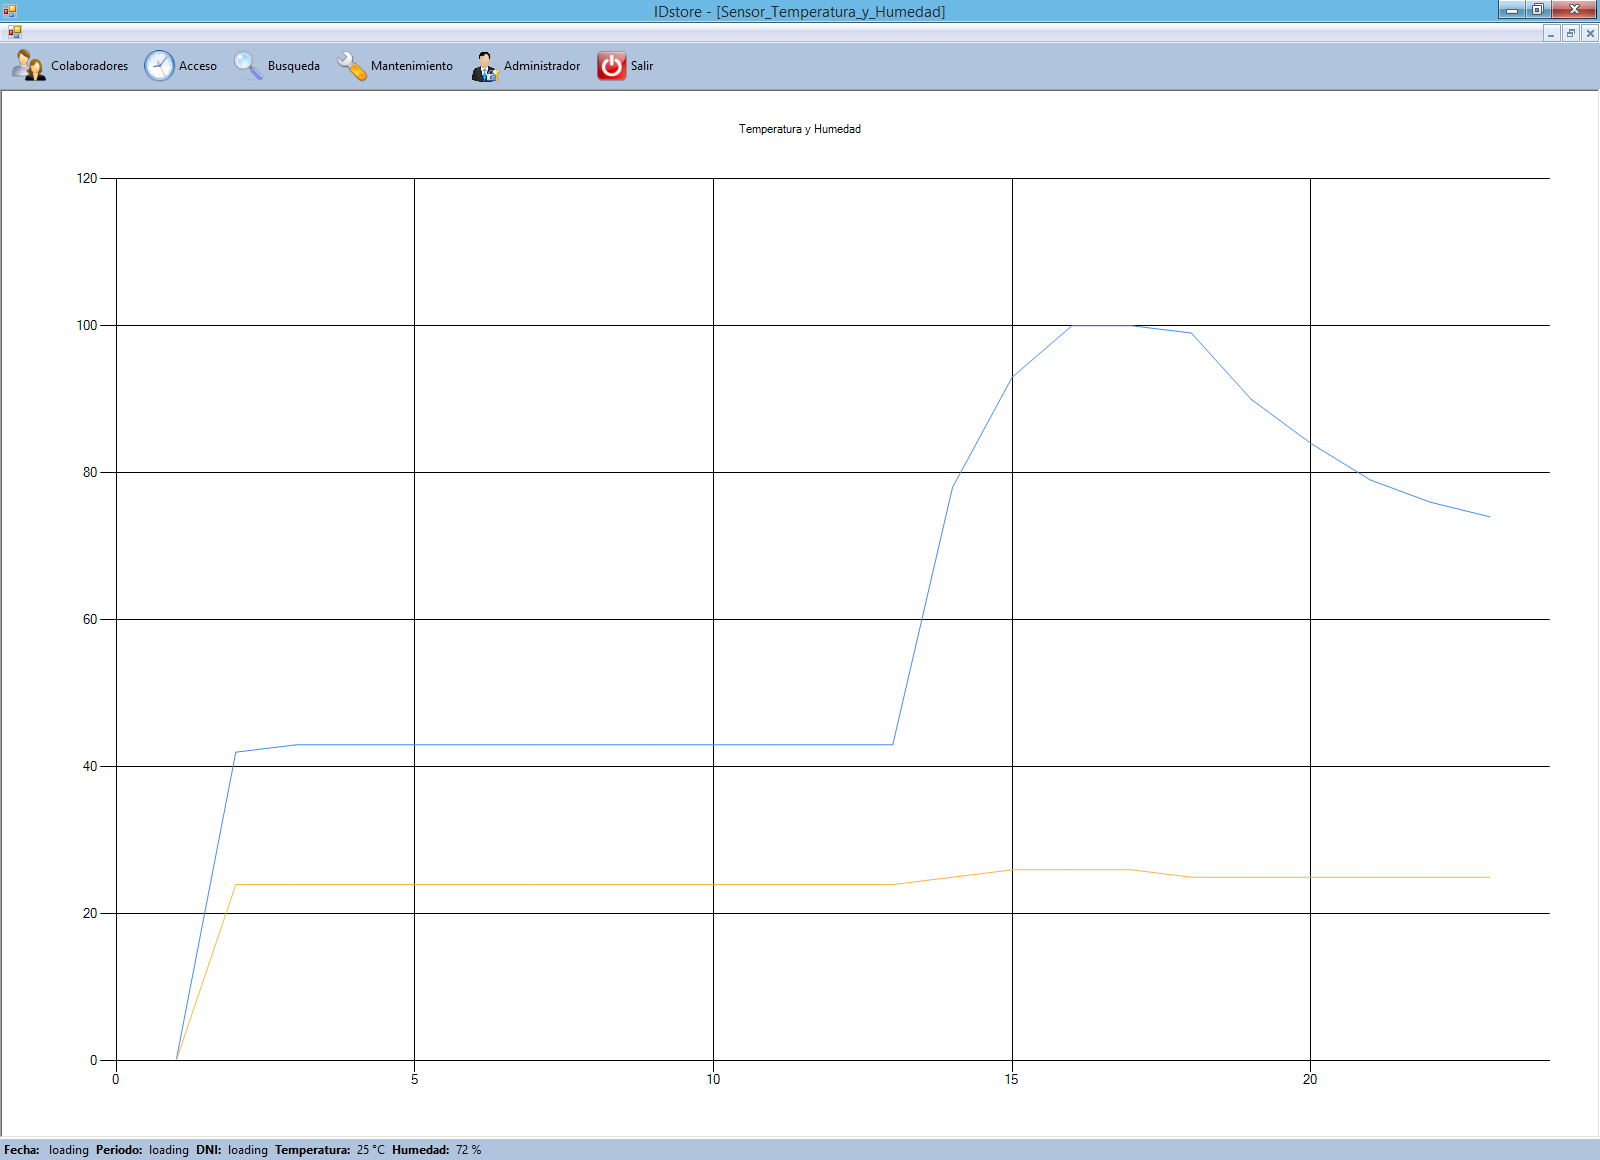 IDstore - [Sensor_Temperatura_y_Humedad]
Colaboradores Acceso Busqueda Mantenimiento Administrador Salir
Temperatura y Humedad
120
100
80
60
40
20
0
0 5 10 15 20
Fecha: loading Periodo: loading DNI: loading Temperatura: 25 °C Humedad: 72 %